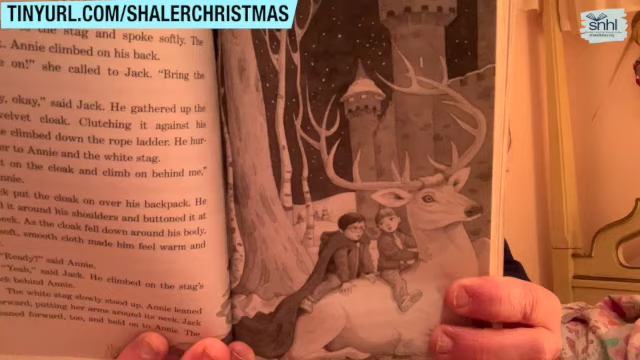 TINYURL.COM/SHALERCHRISTMAS
snhl
the stag and spoke softly. The
Annie climbed on his back.
on!" she called to Jack. "Bring the
okay," said Jack. He gathered up the
velvet cloak. Clutching it against his
climbed down the rope ladder. He hur-
to Annie and the white stag.
on the cloak and climb on behind me,"
put the cloak on over his backpack. He
it around his shoulders and buttoned it at
As the cloak fell down around his body,
soft, smooth cloth made him feel warm and
"Ready?" said Annie.
"Yeah," said Jack. He climbed on the stag's
behind Annie.
The white stag slowly stood up. Annie leaned
forward, putting her arms around its neck. Jack
leaned forward, too, and held on to Annie. The